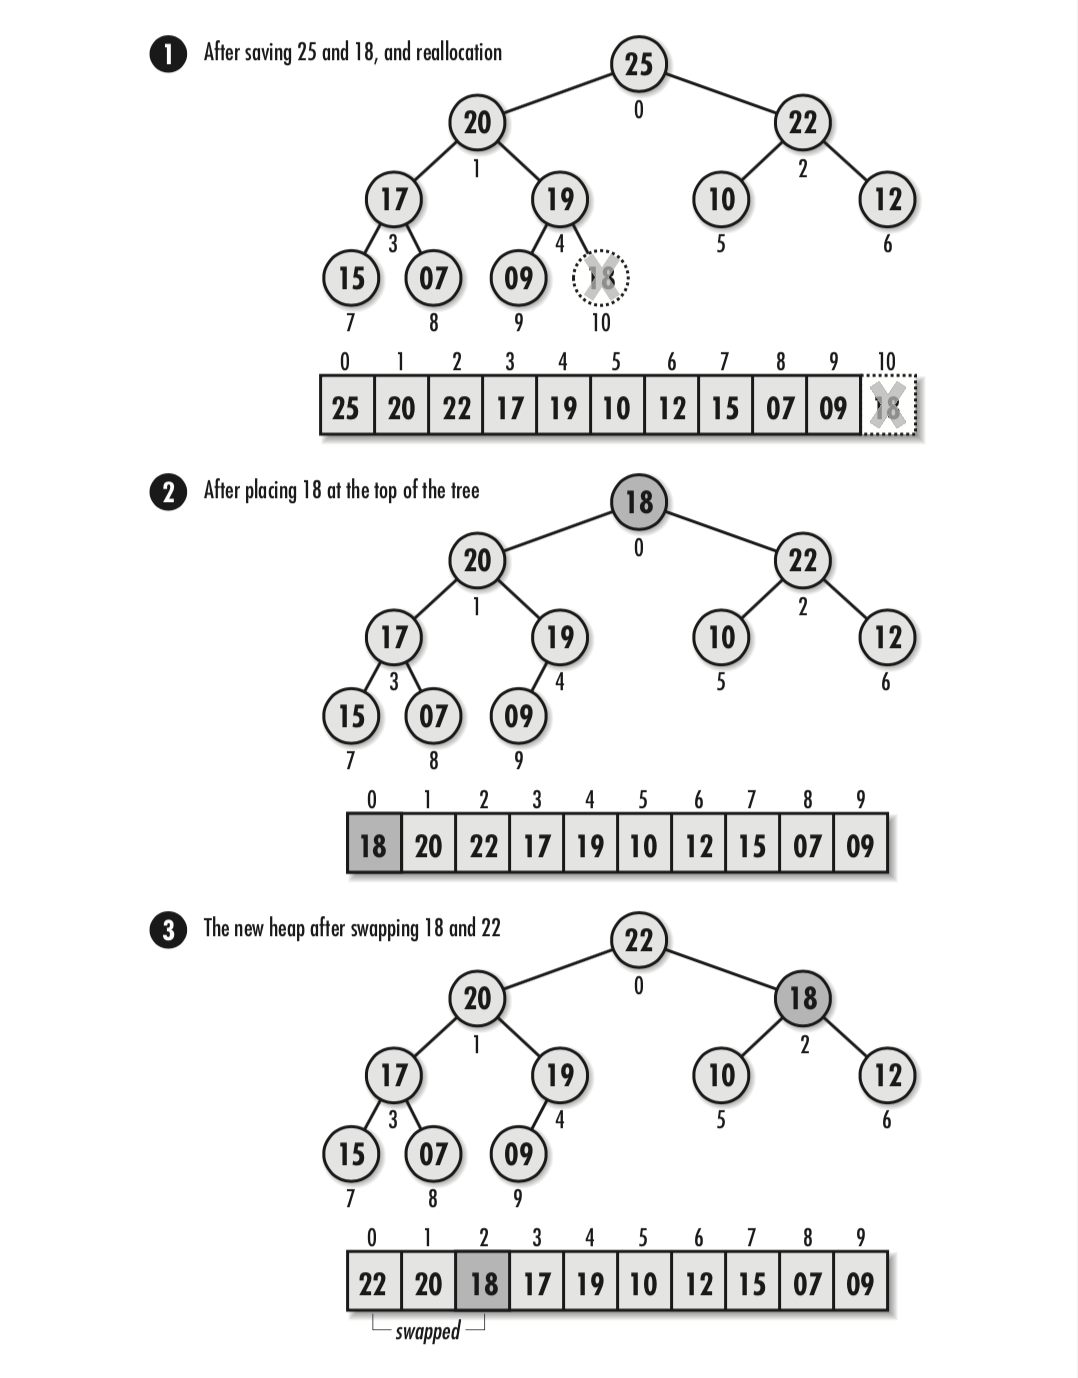 1 After saving 25 and 18, and reallocation
25
0
20 22
1 2
17 19 10 12
3 4 5 6
15 07 09 18
7 8 9 10
0 1 2 3 4 5 6 7 8 9 10
25 20 22 17 19 10 12 15 07 09 18
2 After placing 18 at the top of the tree
18
0
20 22
1 2
17 19 10 12
3 4 5 6
15 07 09
7 8 9
0 1 2 3 4 5 6 7 8 9
18 20 22 17 19 10 12 15 07 09
3 The new heap after swapping 18 and 22
22
0
20 18
1 2
17 19 10 12
3 4 5 6
15 07 09
7 8 9
0 1 2 3 4 5 6 7 8 9
22 20 18 17 19 10 12 15 07 09
swapped